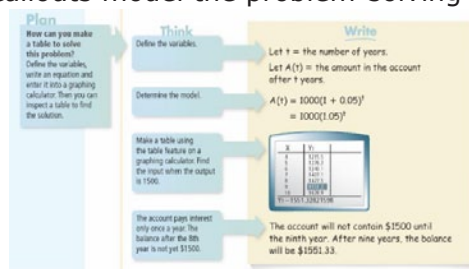 callouts model the problem-solving
Plan
How can you make
a table to solve
this problem?
Define the variables,
write an equation and
enter it into a graphing
calculator. Then you can
inspect a table to find
the solution.
Think
Define the variables.
Determine the model.
Make a table using
the table feature on a
graphing calculator. Find
the input when the output
is 1500.
The account pays interest
only once a year. The
balance after the 8th
year is not yet $1500.
Write
Let t = the number of years.
Let A(t) = the amount in the account
after t years.
A(t) = 1000(1 + 0.05)ᵗ
= 1000(1.05)ᵗ
X Y1
The account will not contain $1500 until
the ninth year. After nine years, the balance
will be $1551.33.